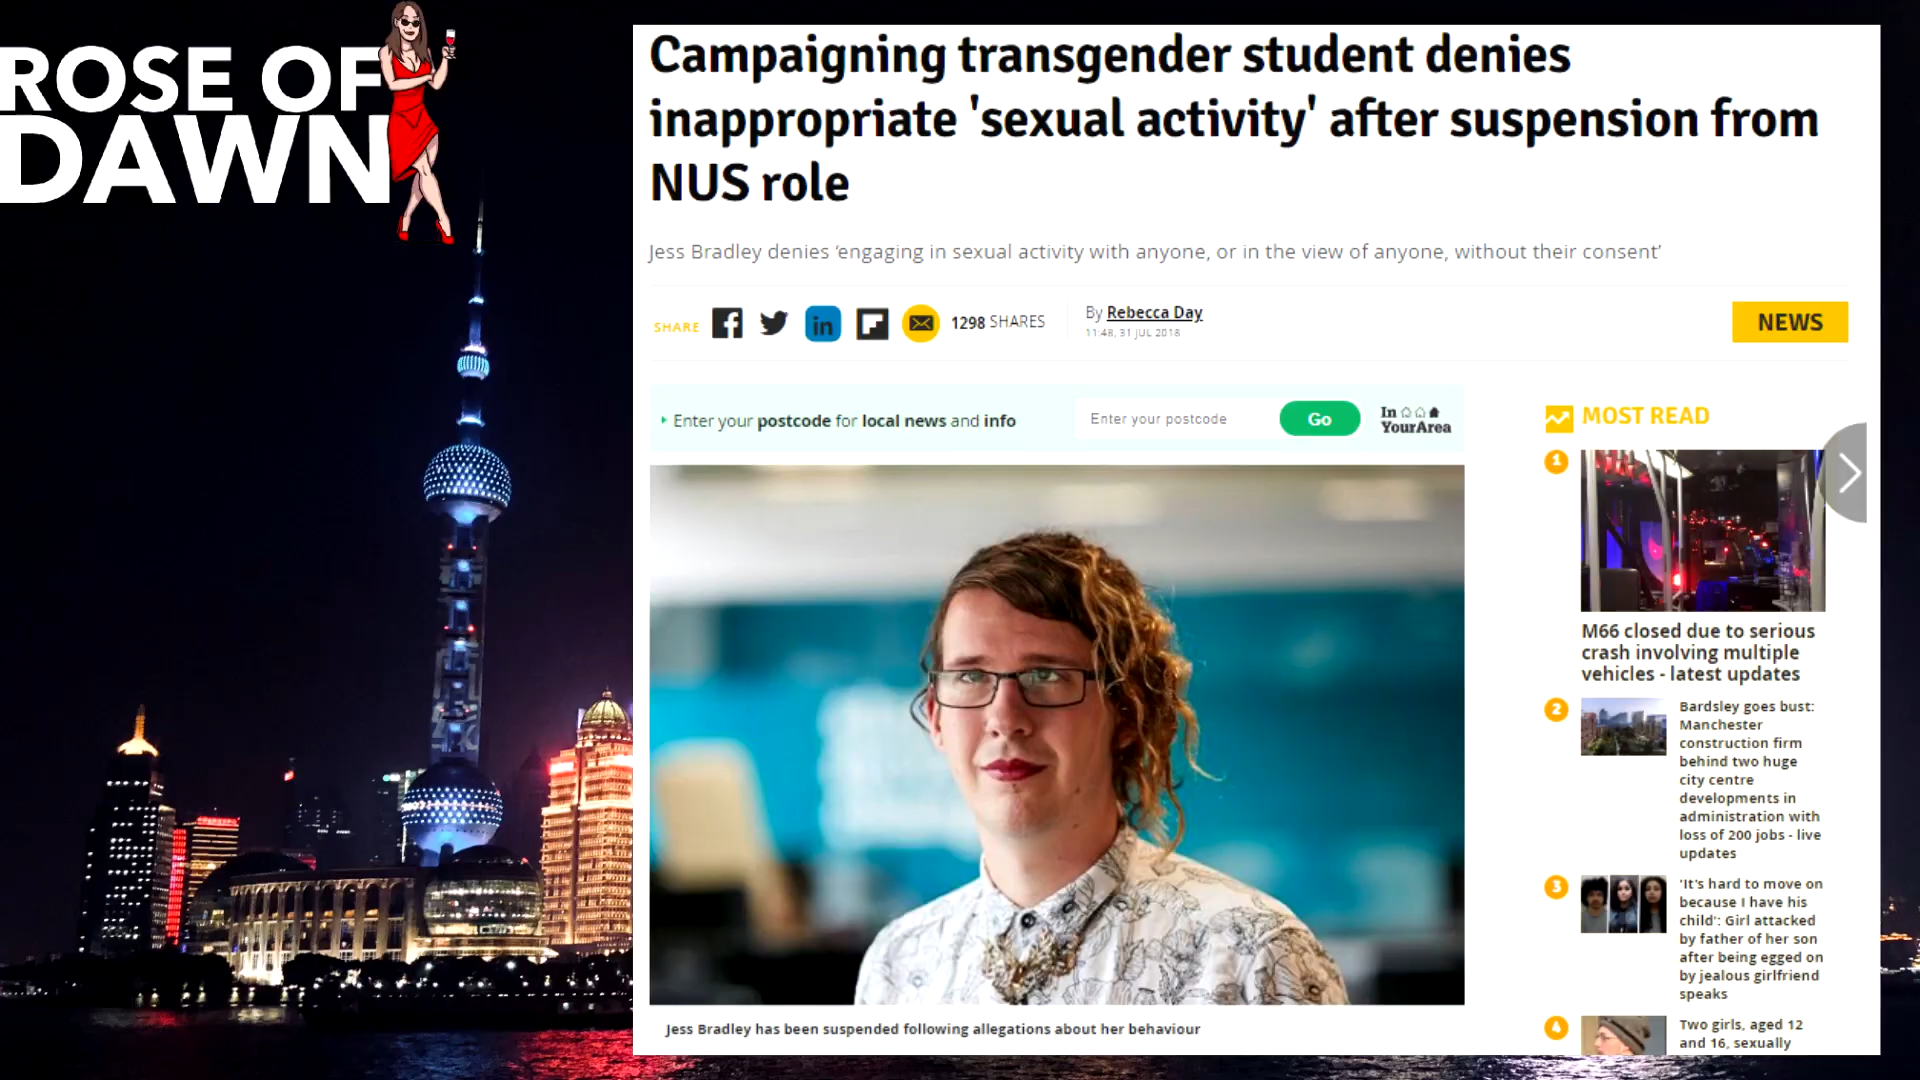 ROSE OF
DAWN
Campaigning transgender student denies
inappropriate 'sexual activity' after suspension from
NUS role
Jess Bradley denies ‘engaging in sexual activity with anyone, or in the view of anyone, without their consent’
SHARE
in
1298 SHARES
By Rebecca Day
11:48, 31 JUL 2018
NEWS
Enter your postcode for local news and info
Enter your postcode
Go
In
YourArea
MOST READ
1
M66 closed due to serious
crash involving multiple
vehicles - latest updates
2
Bardsley goes bust:
Manchester
construction firm
behind two huge
city centre
developments in
administration with
loss of 200 jobs - live
updates
3
'It's hard to move on
because I have his
child': Girl attacked
by father of her son
after being egged on
by jealous girlfriend
speaks
4
Two girls, aged 12
and 16, sexually
Jess Bradley has been suspended following allegations about her behaviour